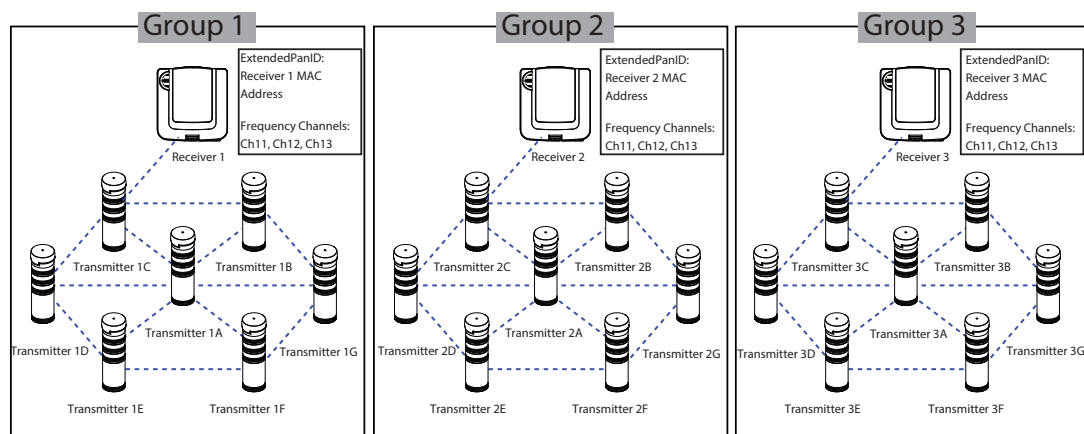 Group 1
ExtendedPanID:
Receiver 1 MAC
Address
Frequency Channels:
Ch11, Ch12, Ch13
Receiver 1
Transmitter 1C
Transmitter 1B
Transmitter 1D
Transmitter 1A
Transmitter 1G
Transmitter 1E
Transmitter 1F
Group 2
ExtendedPanID:
Receiver 2 MAC
Address
Frequency Channels:
Ch11, Ch12, Ch13
Receiver 2
Transmitter 2C
Transmitter 2B
Transmitter 2D
Transmitter 2A
Transmitter 2G
Transmitter 2E
Transmitter 2F
Group 3
ExtendedPanID:
Receiver 3 MAC
Address
Frequency Channels:
Ch11, Ch12, Ch13
Receiver 3
Transmitter 3C
Transmitter 3B
Transmitter 3D
Transmitter 3A
Transmitter 3G
Transmitter 3E
Transmitter 3F